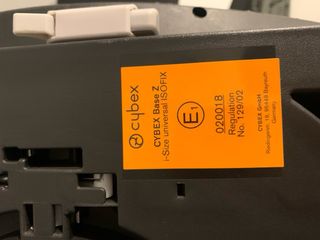 cybex
CYBEX Base Z
i-Size universal ISOFIX
E1
020018
Regulation
No. 129/02
CYBEX GmbH
Riedingerstr. 18, 95448 Bayreuth
Germany